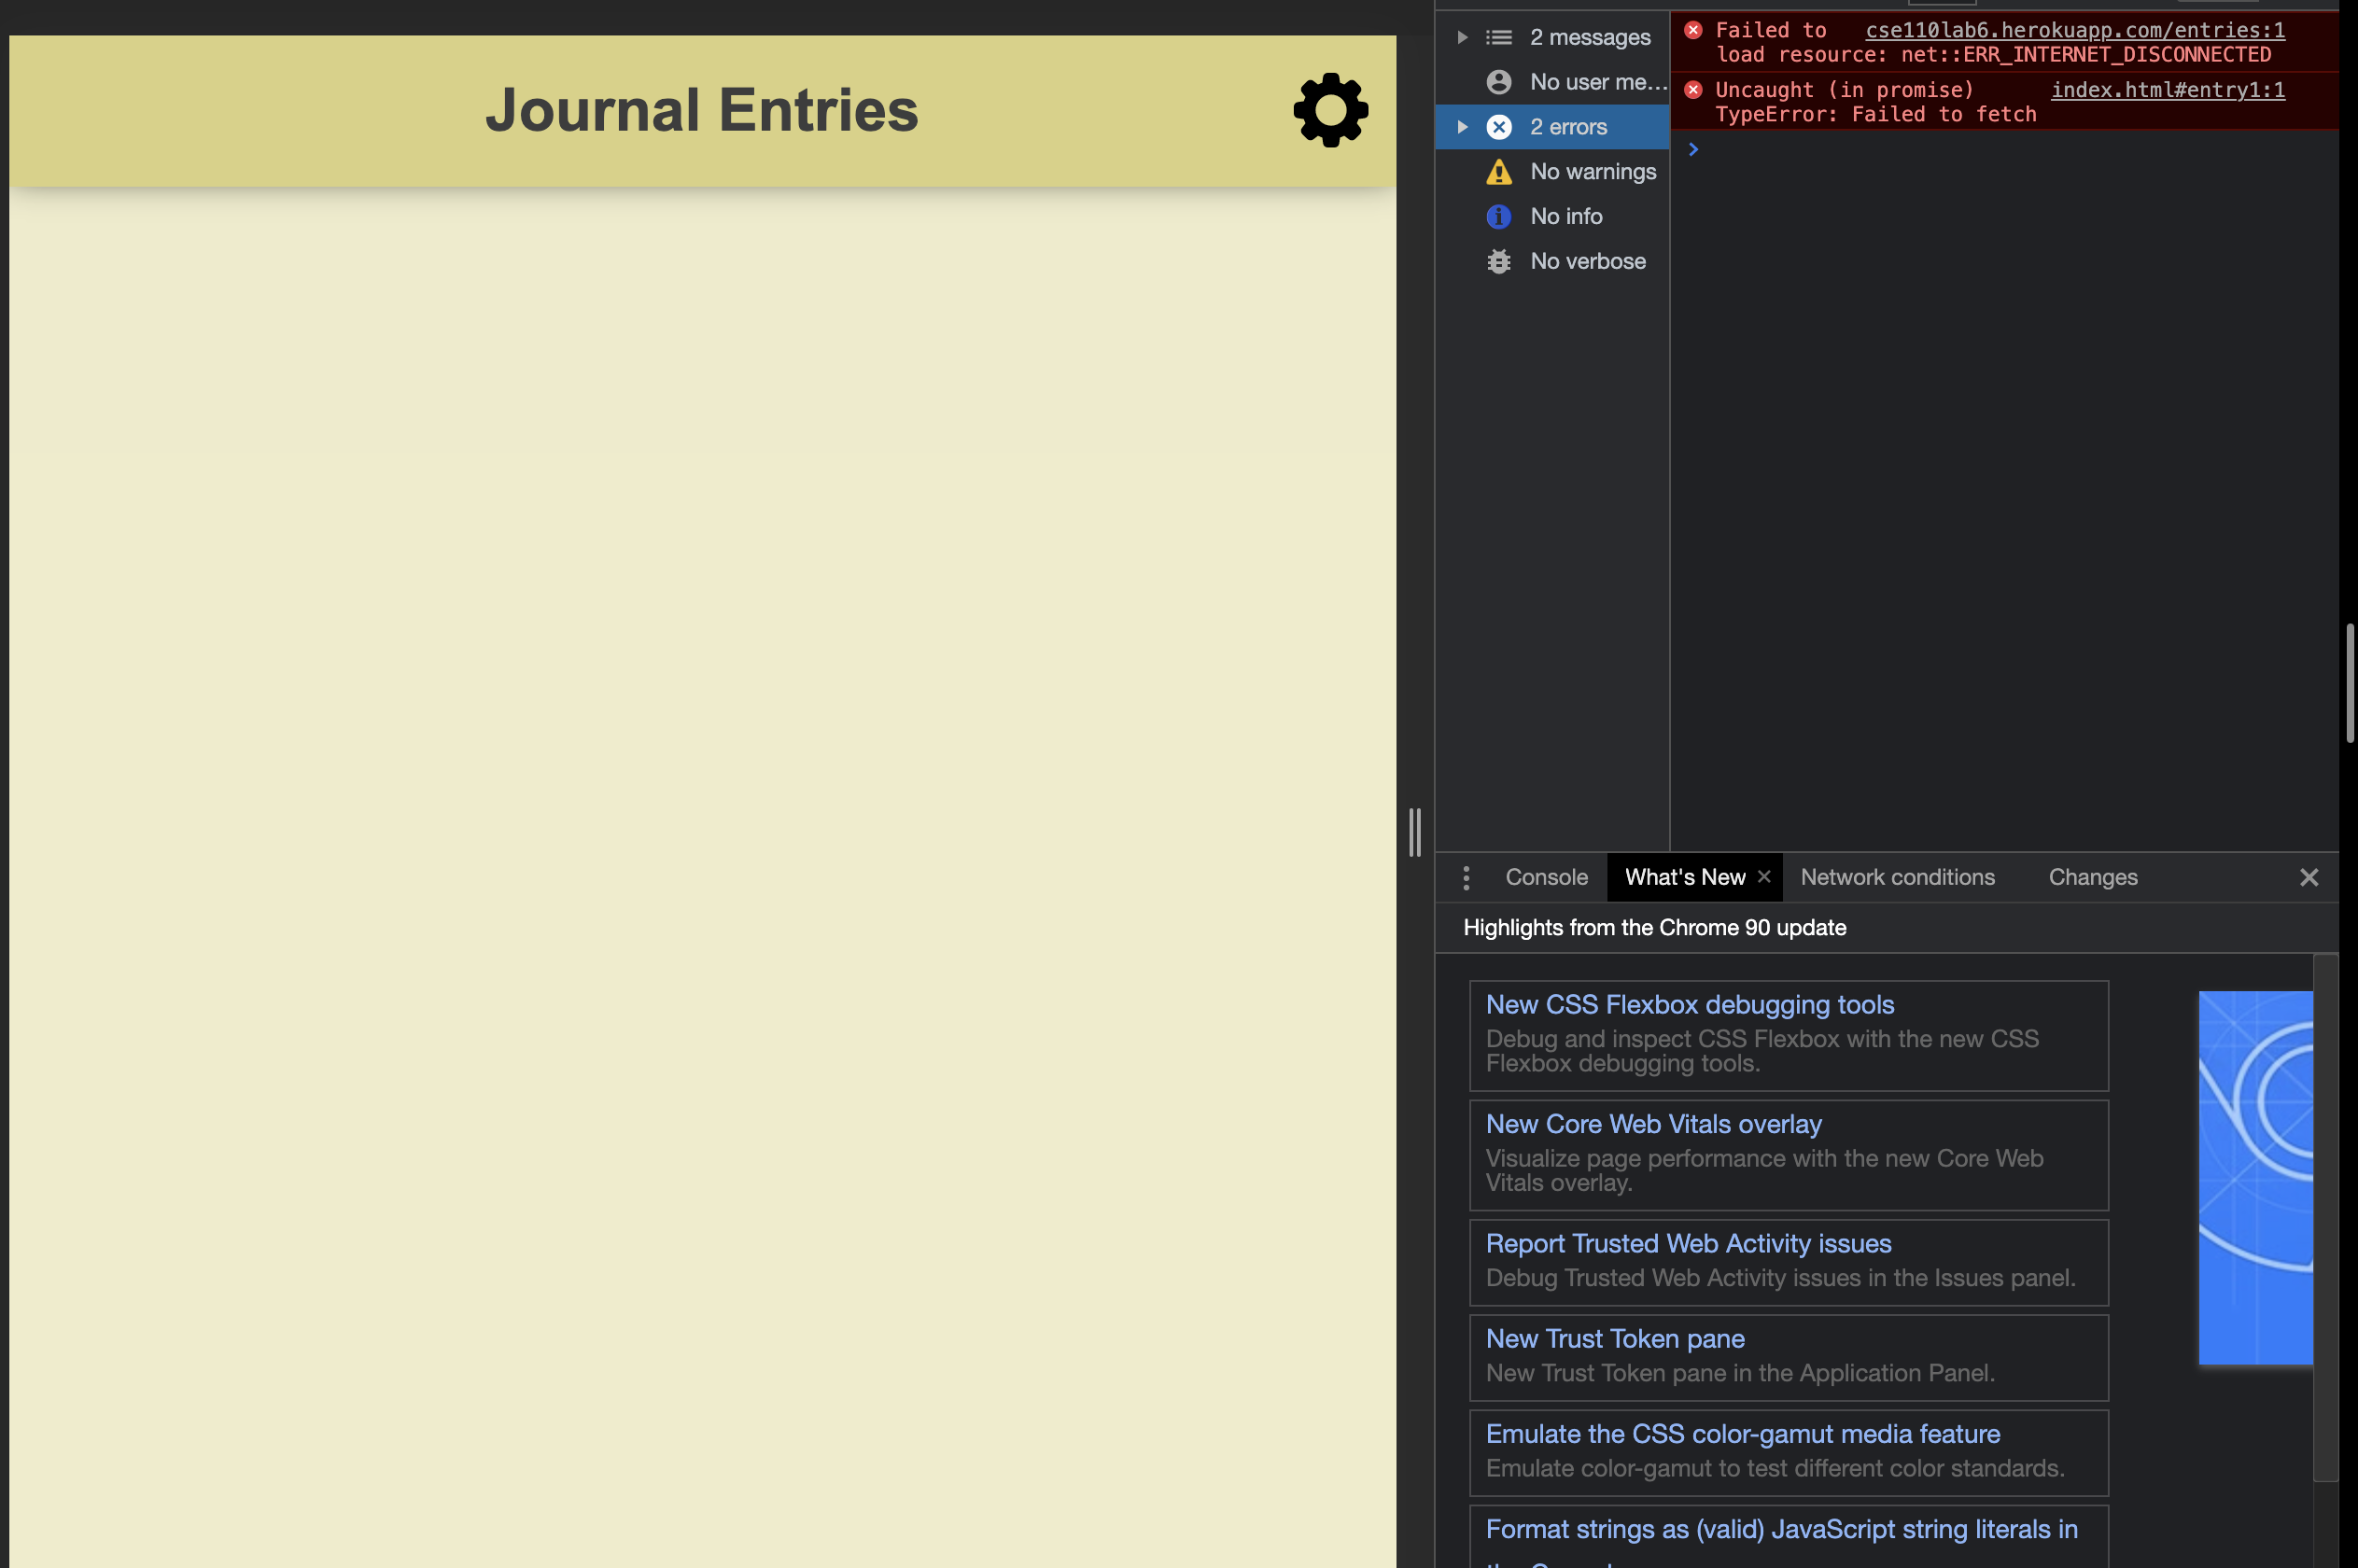 Journal Entries
2 messages
No user me...
2 errors
No warnings
No info
No verbose
Failed to cse110lab6.herokuapp.com/entries:1
load resource: net::ERR_INTERNET_DISCONNECTED
Uncaught (in promise) index.html#entry1:1
TypeError: Failed to fetch
Console What's New Network conditions Changes
Highlights from the Chrome 90 update
New CSS Flexbox debugging tools
Debug and inspect CSS Flexbox with the new CSS
Flexbox debugging tools.
New Core Web Vitals overlay
Visualize page performance with the new Core Web
Vitals overlay.
Report Trusted Web Activity issues
Debug Trusted Web Activity issues in the Issues panel.
New Trust Token pane
New Trust Token pane in the Application Panel.
Emulate the CSS color-gamut media feature
Emulate color-gamut to test different color standards.
Format strings as (valid) JavaScript string literals in